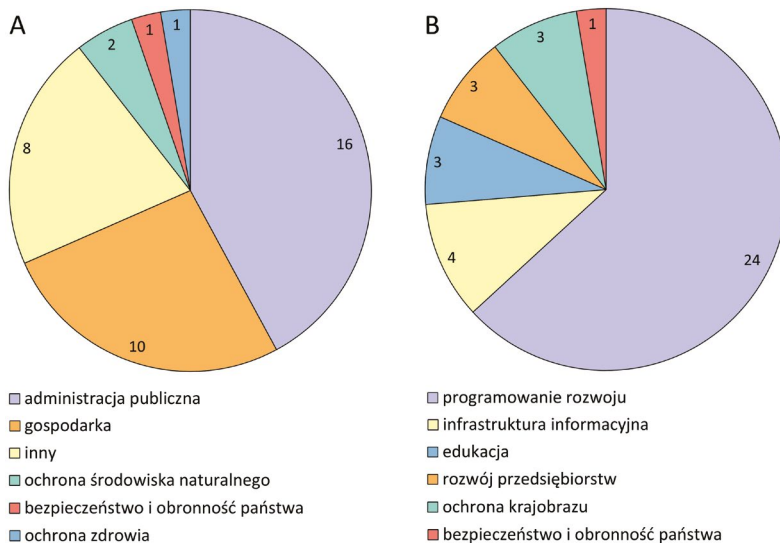 A
16
10
8
2
1
1
administracja publiczna
gospodarka
inny
ochrona środowiska naturalnego
bezpieczeństwo i obronność państwa
ochrona zdrowia
B
24
4
3
3
3
1
programowanie rozwoju
infrastruktura informacyjna
edukacja
rozwój przedsiębiorstw
ochrona krajobrazu
bezpieczeństwo i obronność państwa